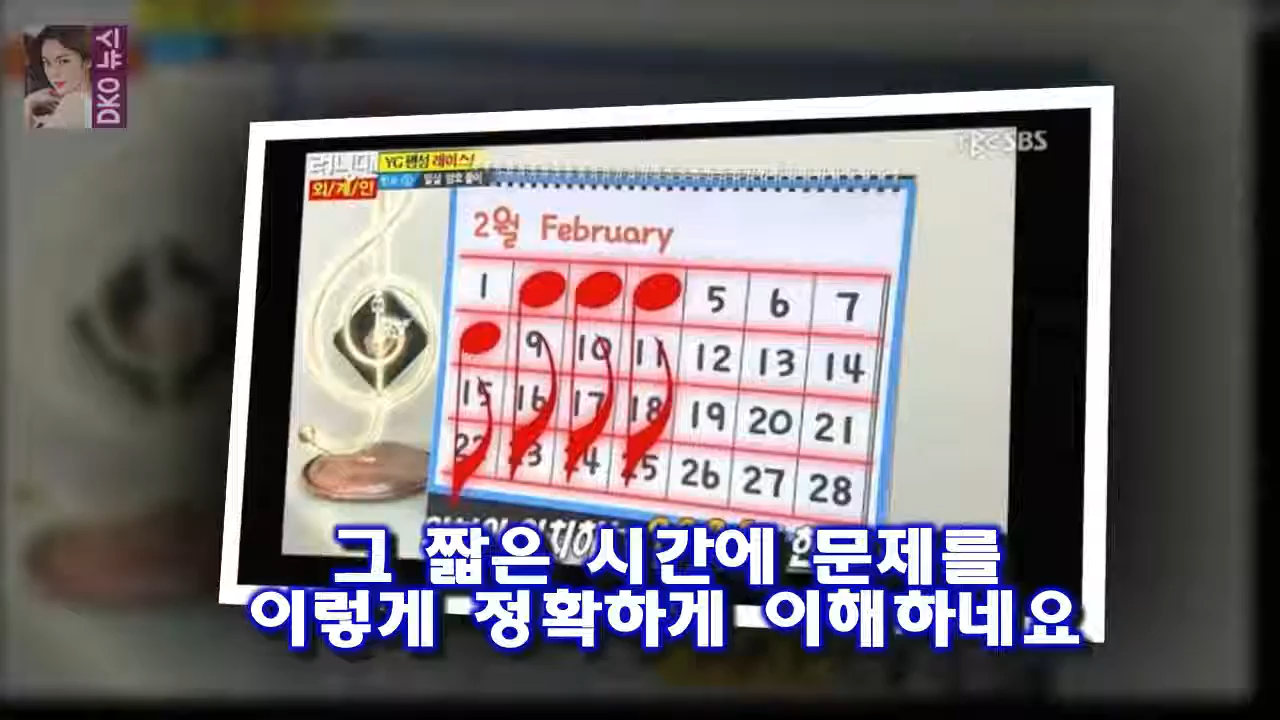 DKO 뉴스
tbc SBS
런닝맨
YG 팬싱 레이스!
외/계/인
2월 February
1 5 6 7
9 10 11 12 13 14
15 16 17 18 19 20 21
22 23 24 25 26 27 28
그 짧은 시간에 문제를
이렇게 정확하게 이해하네요